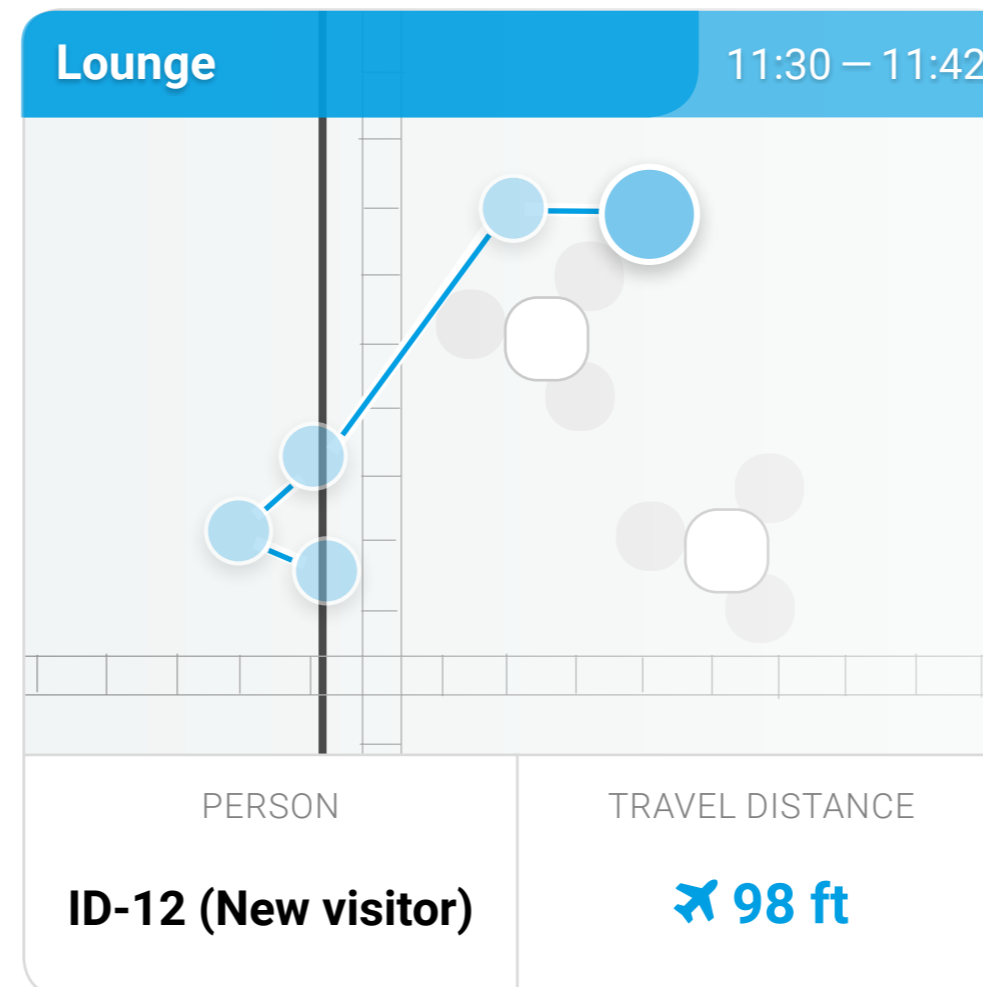 Lounge
11:30 — 11:42
PERSON
TRAVEL DISTANCE
ID-12 (New visitor)
98 ft